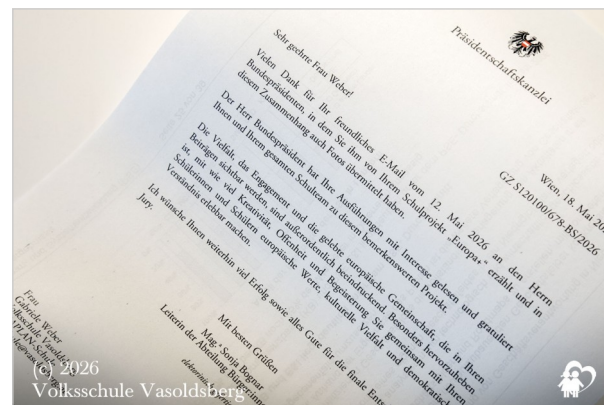 Präsidentschaftskanzlei
Wien, 18 Mai
GZ.S120100/678-BS/2026
Sehr geehrte Frau Weber!
Vielen Dank für Ihr freundliches E-Mail vom 12. Mai 2026 an den Herrn
Bundespräsidenten, in dem Sie ihm von Ihrem Schulprojekt „Europa+“ erzählt und in
diesem Zusammenhang auch Fotos übermittelt haben.
Der Herr Bundespräsident hat Ihre Ausführungen mit Interesse gelesen und gratuliert
Ihnen und Ihrem gesamten Schulteam zu diesem bemerkenswerten Projekt.
Die Vielfalt, das Engagement und die gelebte europäische Gemeinschaft, die in Ihren
Beiträgen sichtbar werden, sind außerordentlich beeindruckend. Besonders hervorzuheben
ist, mit wie viel Kreativität, Offenheit und Begeisterung Sie gemeinsam mit Ihren
Schülerinnen und Schülern europäische Werte, kulturelle Vielfalt und
Verständnis erlebbar machen.
Ich wünsche Ihnen weiterhin viel Erfolg sowie alles Gute für die finale
Jury.
Mit besten Grüßen
Mag.ª Sonja Bognar
Leiterin der Abteilung
Frau
Gabriele Weber
(c) 2026
Volksschule Vasoldsberg